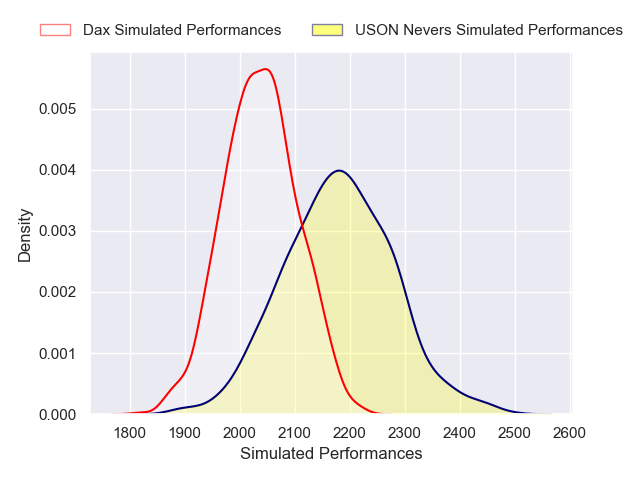 Dax Simulated Performances USON Nevers Simulated Performances
Density
0.005
0.004
0.003
0.002
0.001
0.000
1800 1900 2000 2100 2200 2300 2400 2500 2600
Simulated Performances